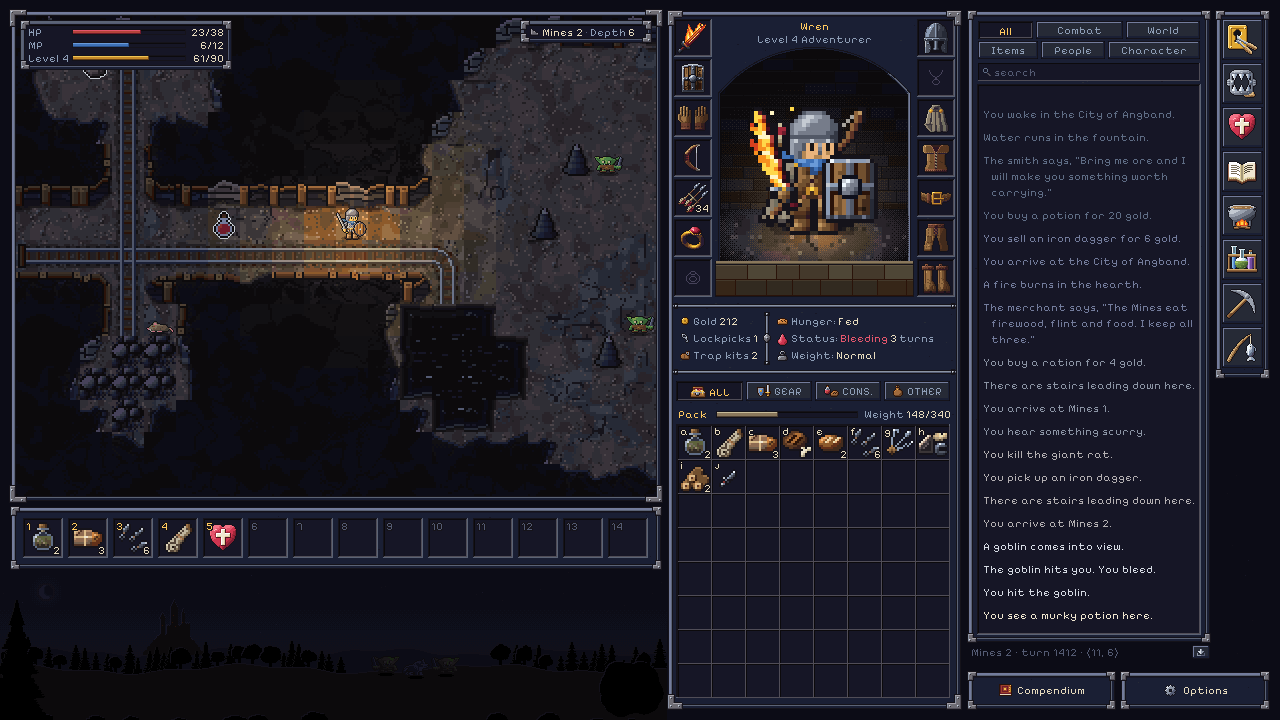 HP 23/38
MP 6/12
Level 4 61/90
Mines 2 · Depth 6
1 2
2 3
3 6
4
5
6
7
8
9
10
11
12
13
14
Wren
Level 4 Adventurer
34
Gold 212
Lockpicks 1
Trap kits 2
Hunger: Fed
Status: Bleeding 3 turns
Weight: Normal
ALL GEAR CONS. OTHER
Pack Weight 148/340
a 2 b c 3 d e 2 f 6 g h
i 2 j
All Combat World
Items People Character
search
You wake in the City of Angband.
Water runs in the fountain.
The smith says, "Bring me ore and I
will make you something worth
carrying."
You buy a ration for 20 gold.
You sell an iron dagger for 6 gold.
You arrive at the City of Angband.
A fire burns in the hearth.
The merchant says, "The Mines eat
firewood, flint and food. I keep all
three."
You buy a ration for 4 gold.
There are stairs leading down here.
You arrive at Mines 1.
You hear something scurry.
You kill the giant rat.
You pick up an iron dagger.
There are stairs leading down here.
You arrive at Mines 2.
A goblin comes into view.
The goblin hits you. You bleed.
You hit the goblin.
You see a murky potion here.
Mines 2 · turn 1412 · (11, 6)
Compendium
Options